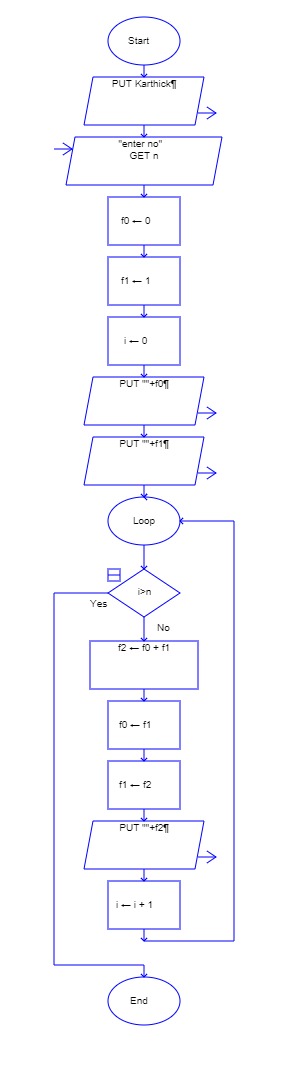 Start
PUT Karthick¶
"enter no"
GET n
f0 ← 0
f1 ← 1
i ← 0
PUT ""+f0¶
PUT ""+f1¶
Loop
i>n
Yes
No
f2 ← f0 + f1
f0 ← f1
f1 ← f2
PUT ""+f2¶
i ← i + 1
End